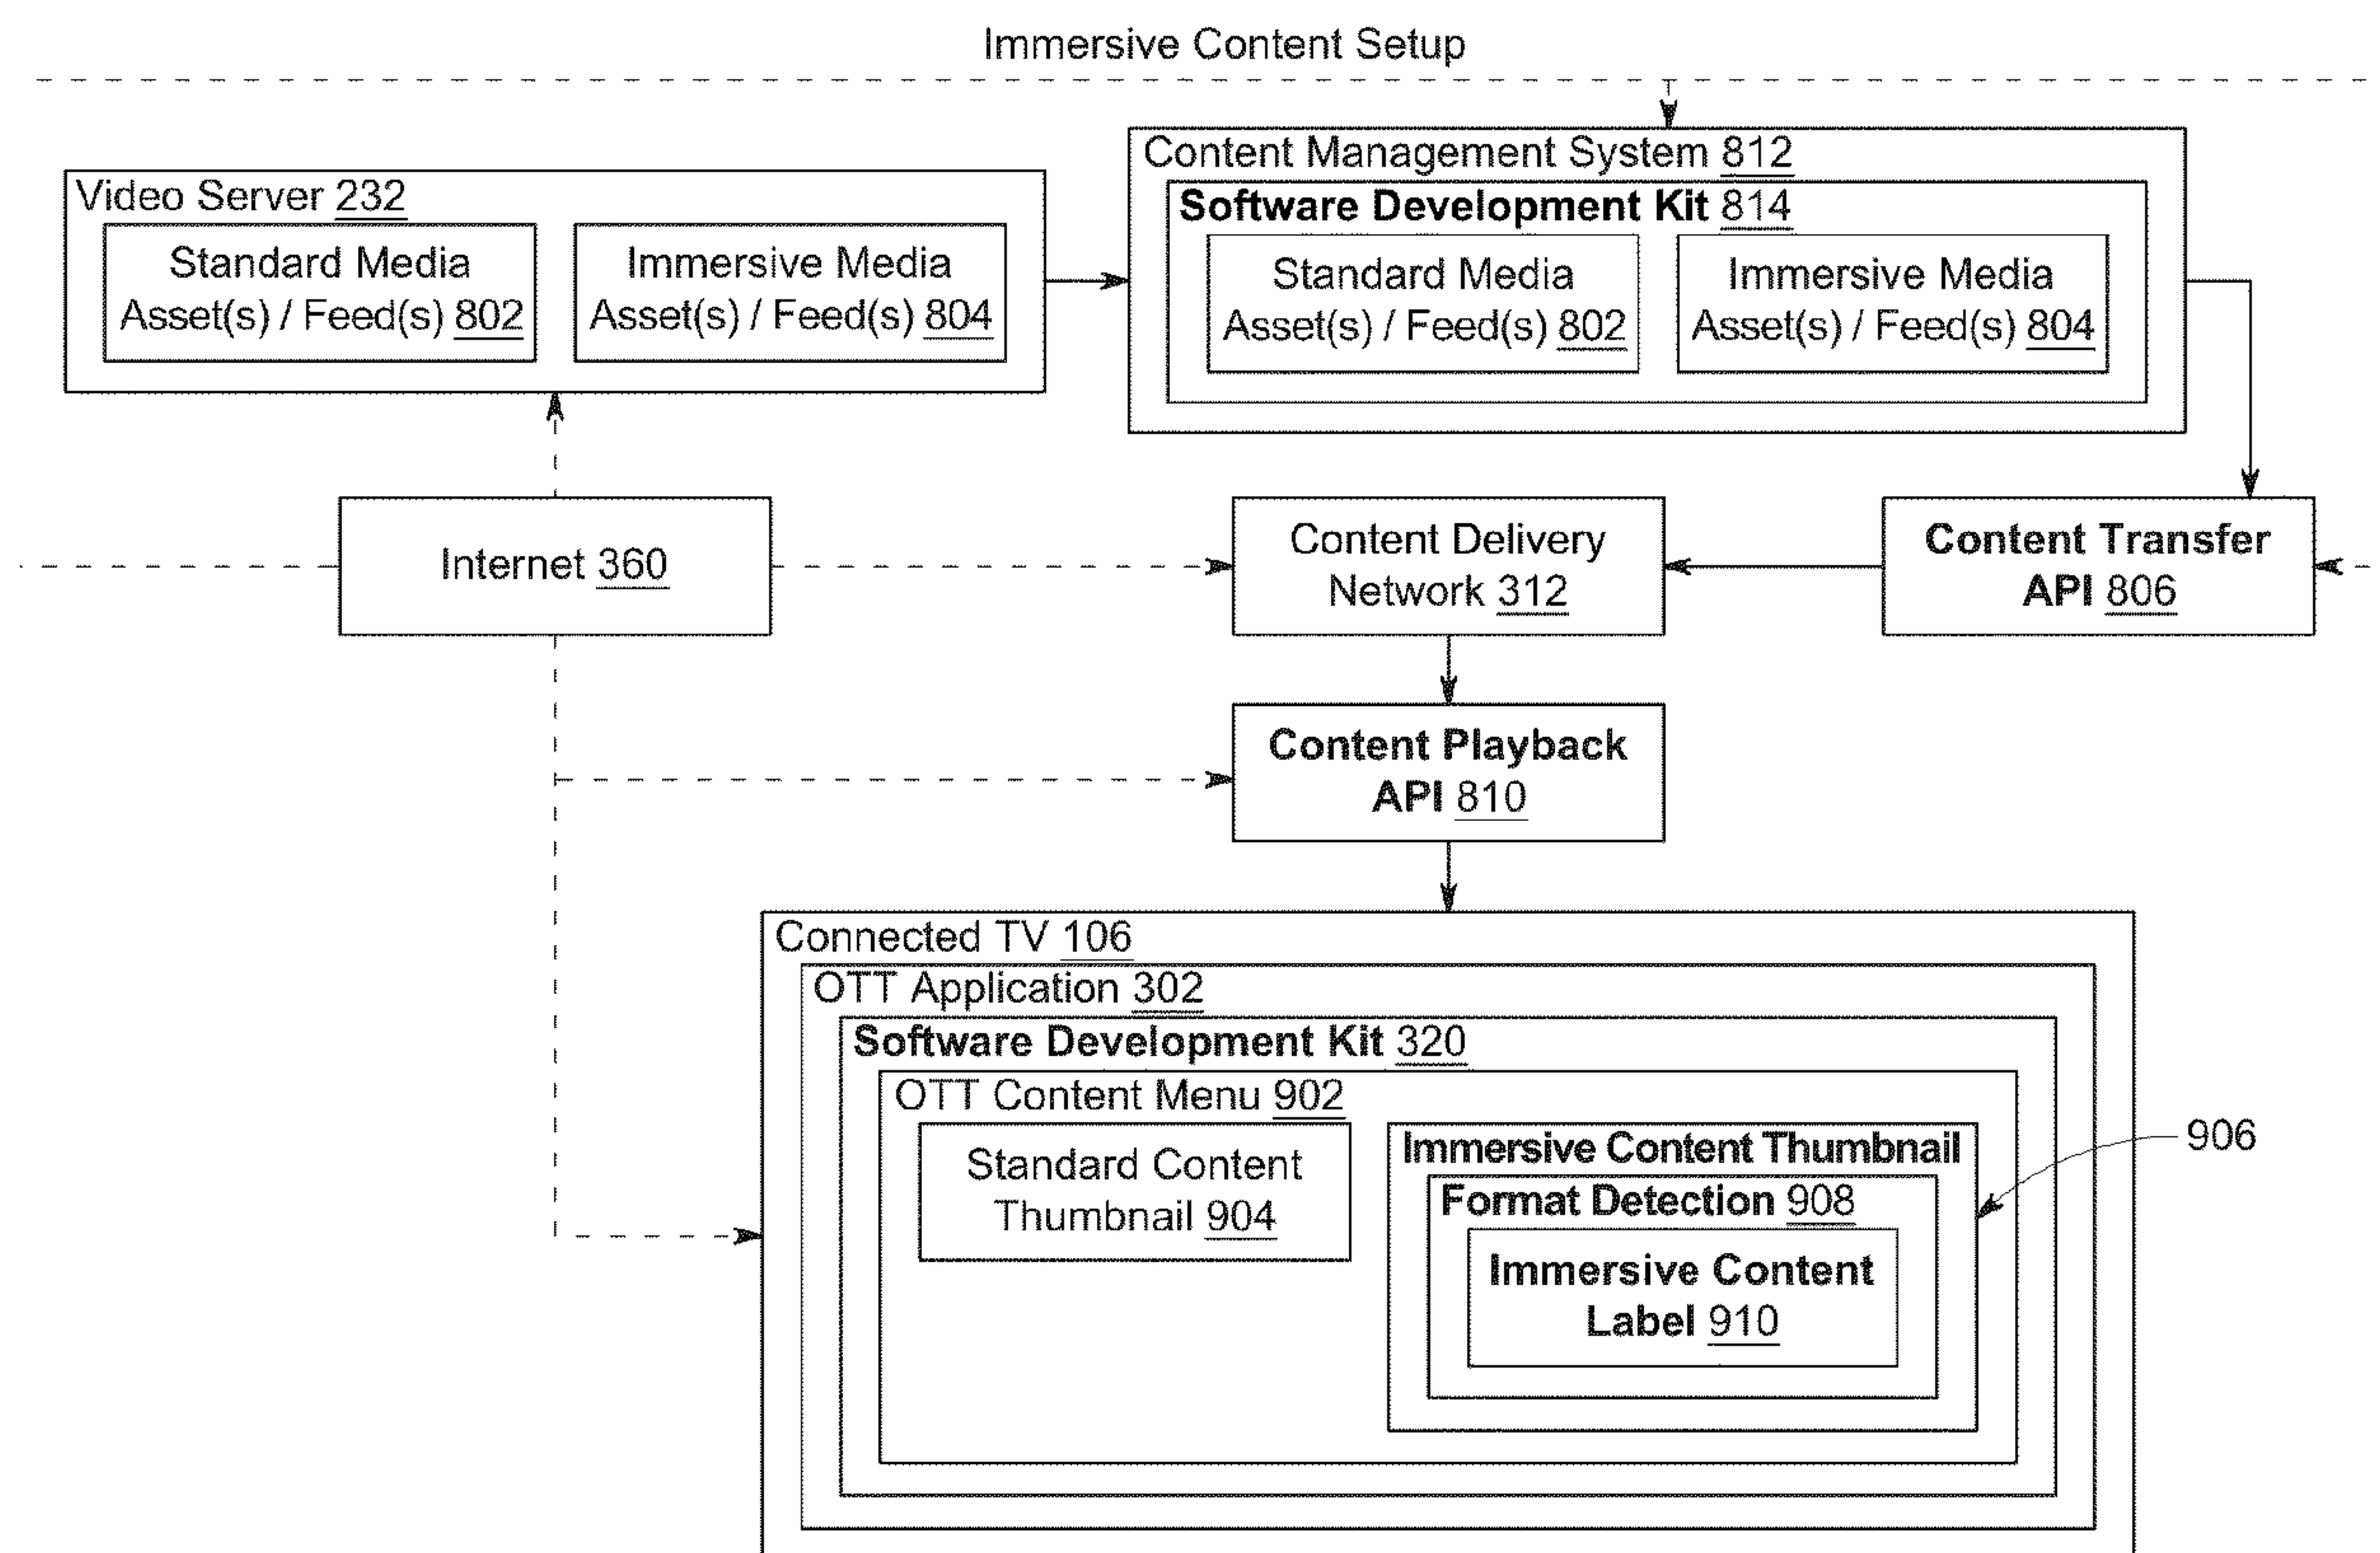 Immersive Content Setup
Video Server 232
Standard Media
Asset(s) / Feed(s) 802
Immersive Media
Asset(s) / Feed(s) 804
Content Management System 812
Software Development Kit 814
Standard Media
Asset(s) / Feed(s) 802
Immersive Media
Asset(s) / Feed(s) 804
Internet 360
Content Delivery
Network 312
Content Transfer
API 806
Content Playback
API 810
Connected TV 106
OTT Application 302
Software Development Kit 320
OTT Content Menu 902
Standard Content
Thumbnail 904
Immersive Content Thumbnail
906
Format Detection 908
Immersive Content
Label 910